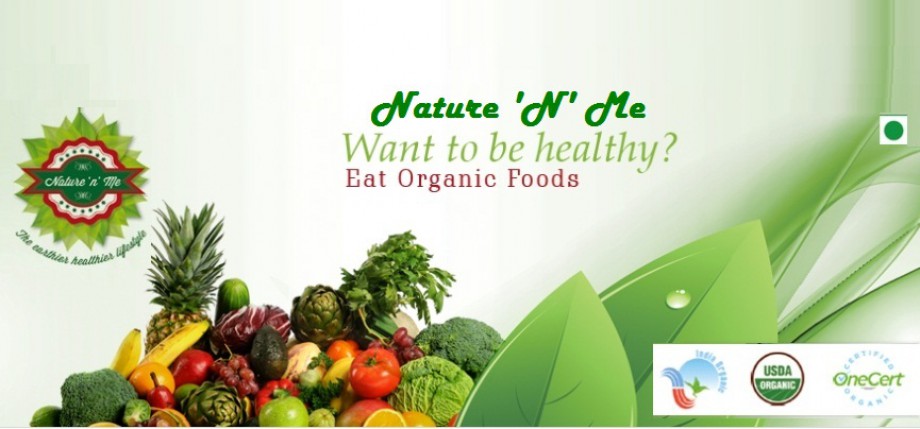 Nature 'N' Me
Want to be healthy?
Eat Organic Foods
Nature 'n' Me
The earthier healthier lifestyle
India Organic
USDA
ORGANIC
CERTIFIED
OneCert
ORGANIC